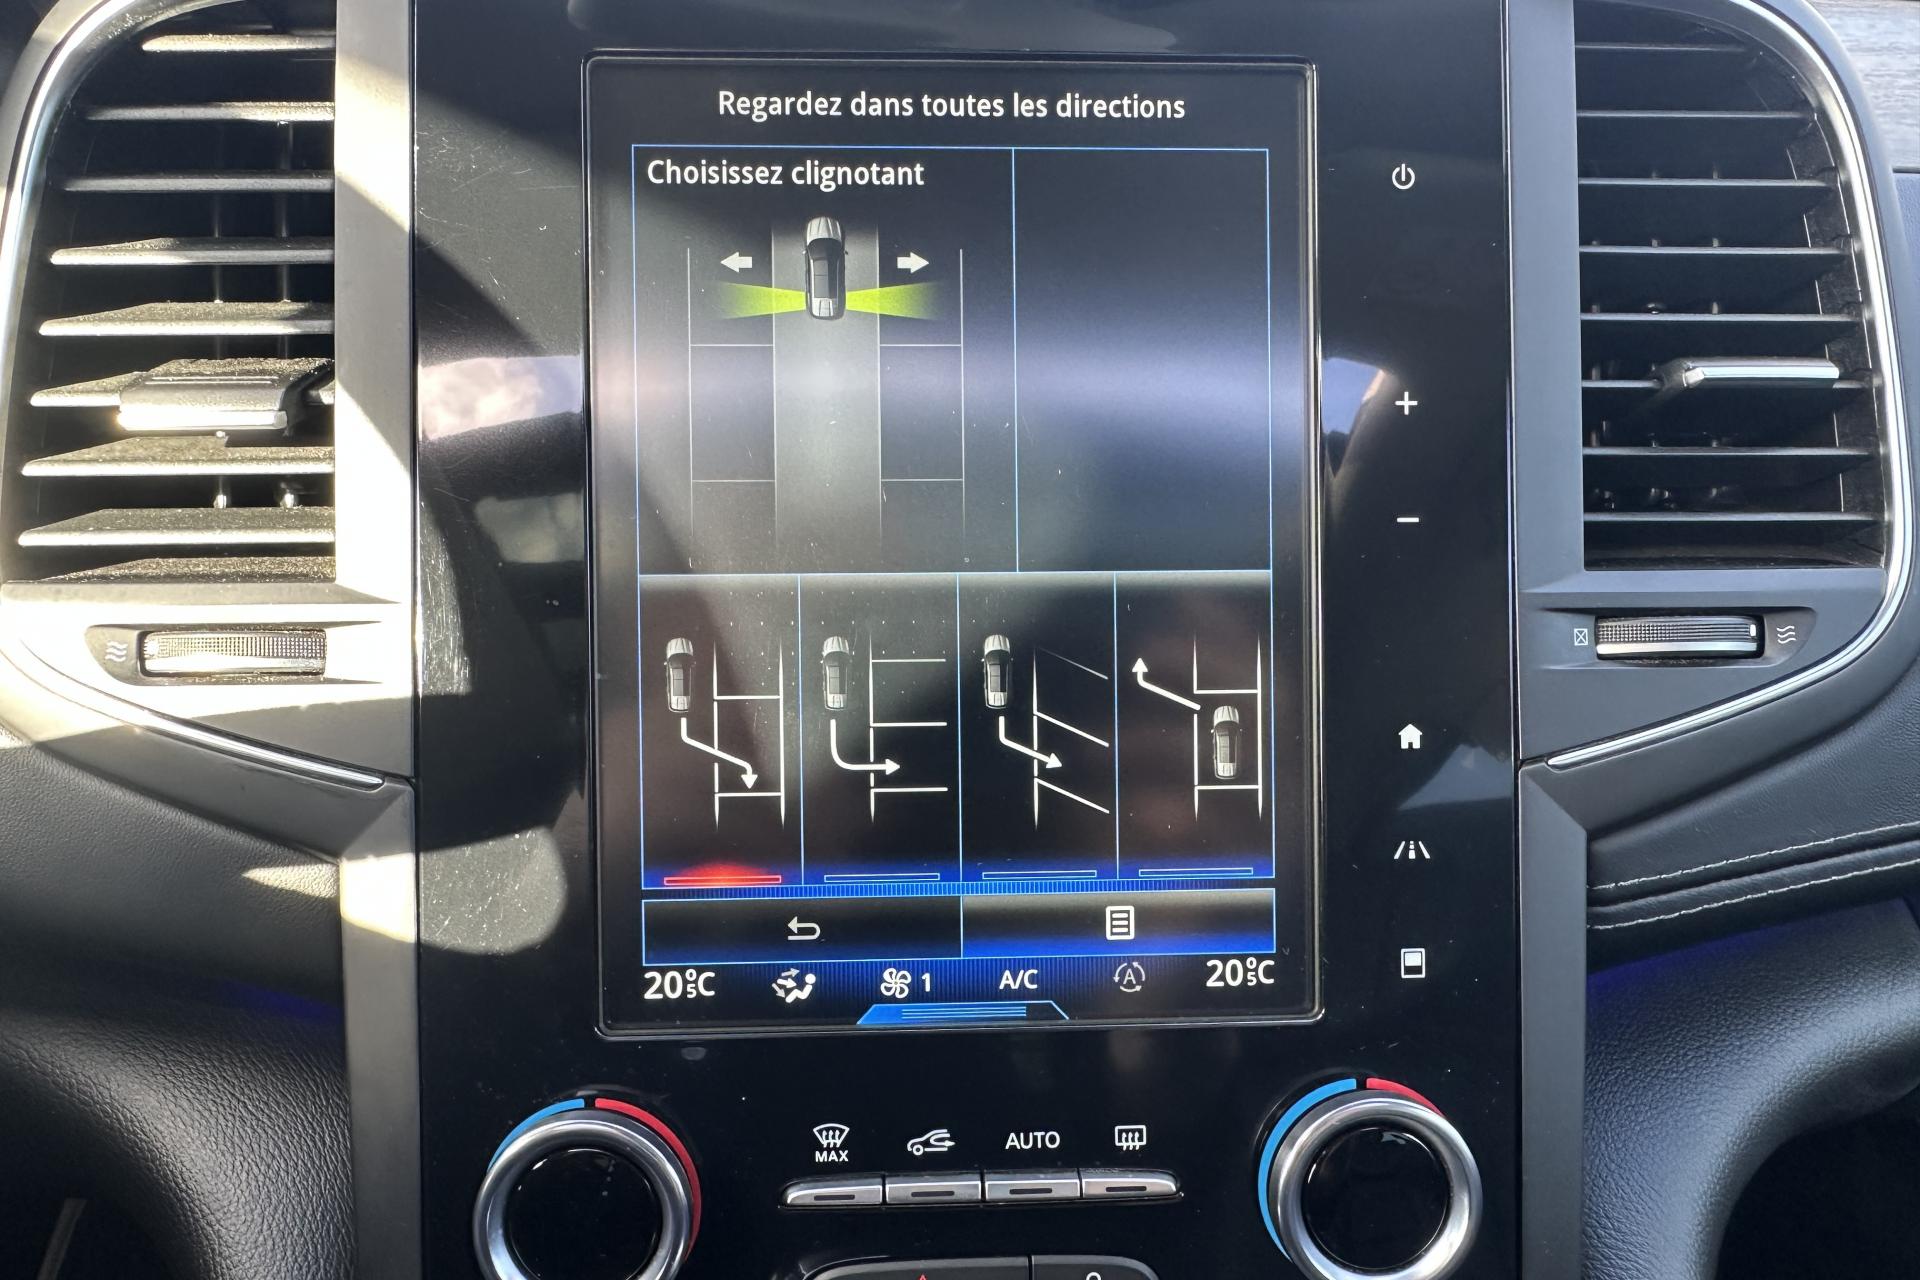 Regardez dans toutes les directions
Choisissez clignotant
20°5C
1
A/C
A
20°5C
MAX
AUTO